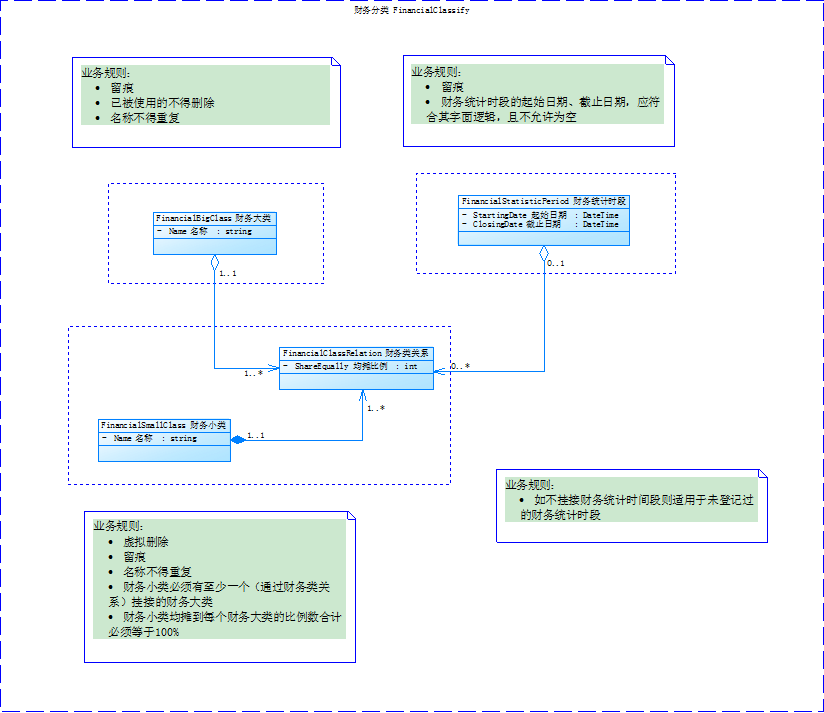 财务分类 FinancialClassify
业务规则:
• 留痕
• 已被使用的不得删除
• 名称不得重复
业务规则:
• 留痕
• 财务统计时段的起始日期、截止日期，应符
合其字面逻辑，且不允许为空
FinancialBigClass 财务大类
- Name 名称 : string
1..1
FinancialStatisticPeriod 财务统计时段
- StartingDate 起始日期 : DateTime
- ClosingDate 截止日期 : DateTime
0..1
FinancialClassRelation 财务类关系
- ShareEqually 均摊比例 : int
1..*
0..*
1..*
FinancialSmallClass 财务小类
- Name 名称 : string
1..1
业务规则:
• 如不挂接财务统计时间段则适用于未登记过
的财务统计时段
业务规则:
• 虚拟删除
• 留痕
• 名称不得重复
• 财务小类必须有至少一个（通过财务类关
系）挂接的财务大类
• 财务小类均摊到每个财务大类的比例数合计
必须等于100%